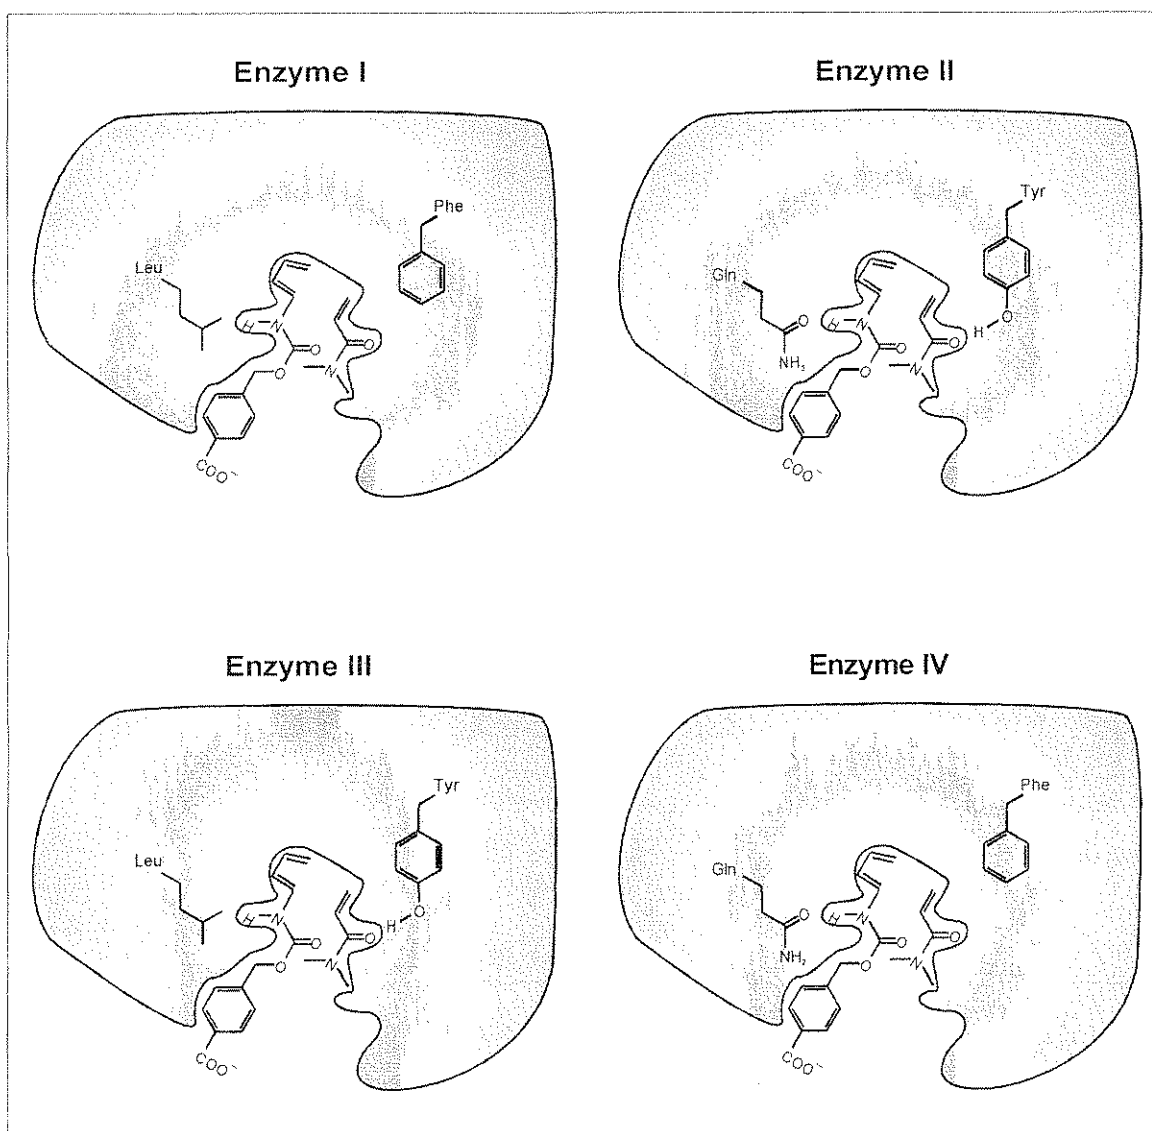 Enzyme I
Phe
Leu
H
N
O
O
O
N
COO⁻
Enzyme II
Tyr
Gln
O
O
H
H
N
NH₂
O
O
O
N
COO⁻
Enzyme III
Tyr
Leu
O
H
H
N
O
O
O
N
COO⁻
Enzyme IV
Phe
Gln
O
H
N
NH₂
O
O
O
N
COO⁻